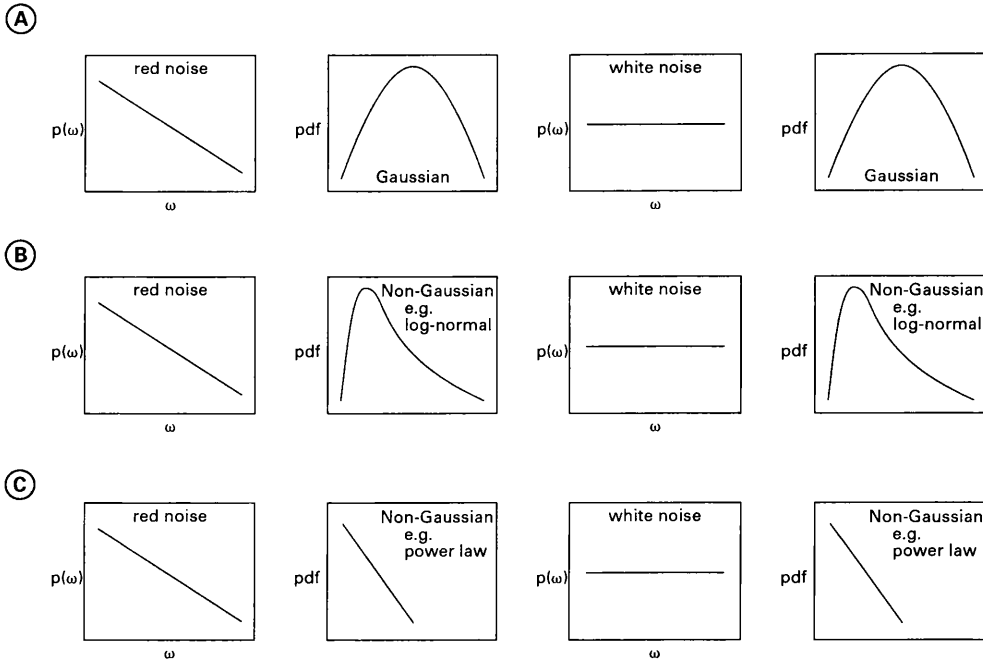 A
red noise
p(ω)
ω
pdf
Gaussian
white noise
p(ω)
ω
pdf
Gaussian
B
red noise
p(ω)
ω
pdf
Non-Gaussian
e.g.
log-normal
white noise
p(ω)
ω
pdf
Non-Gaussian
e.g.
log-normal
C
red noise
p(ω)
ω
pdf
Non-Gaussian
e.g.
power law
white noise
p(ω)
ω
pdf
Non-Gaussian
e.g.
power law